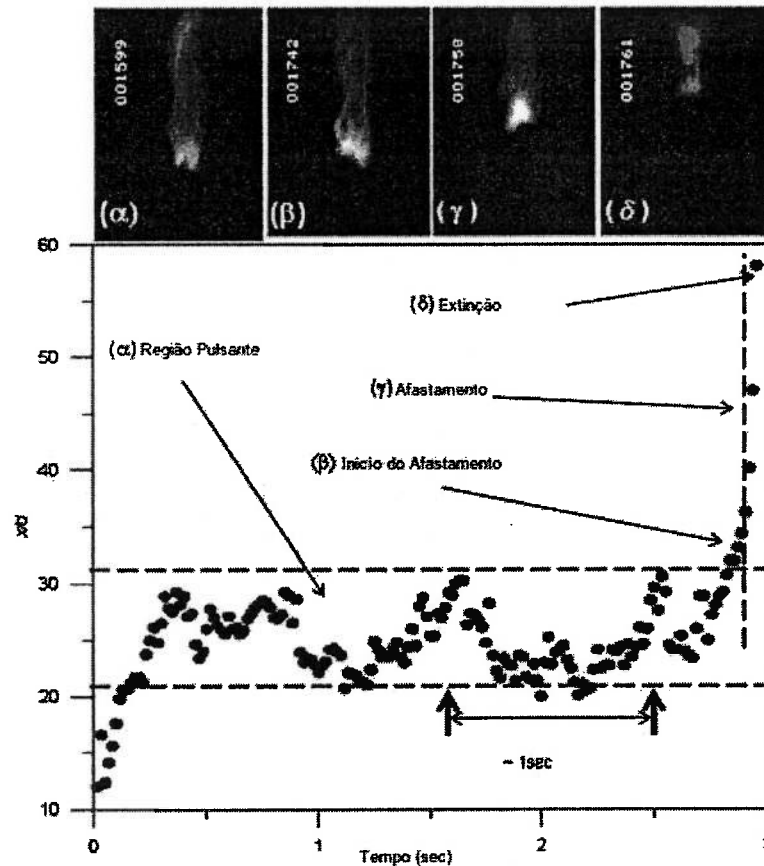 001599
001742
001758
001761
(α)
(β)
(γ)
(δ)
60
(δ) Extinção
(α) Região Pulsante
50
(γ) Afastamento
(β) Início do Afastamento
40
x/d
30
20
~ 1sec
10
0
1
2
Tempo (sec)